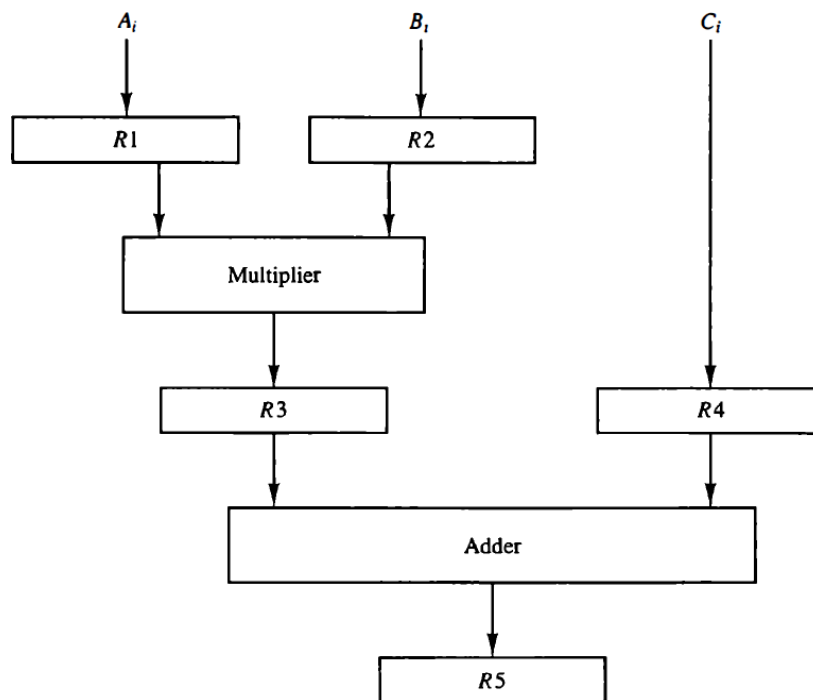 Ai Bi Ci
R1 R2
Multiplier
R3 R4
Adder
R5